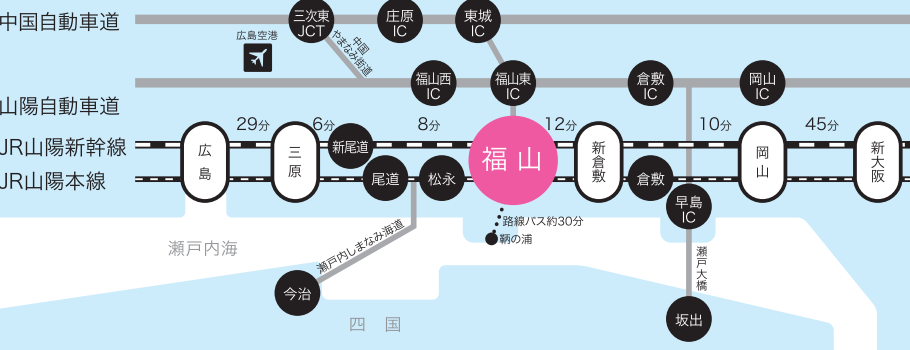 中国自動車道
三次東
JCT
庄原
IC
東城
IC
広島空港
中国
やまなみ街道
福山西
IC
福山東
IC
倉敷
IC
岡山
IC
山陽自動車道
29分
6分
8分
12分
10分
45分
JR山陽新幹線
JR山陽本線
広島
三原
新尾道
尾道
松永
福山
新倉敷
倉敷
岡山
新大阪
早島
IC
路線バス約30分
鞆の浦
瀬戸内海
瀬戸内しまなみ海道
瀬戸大橋
今治
四国
坂出